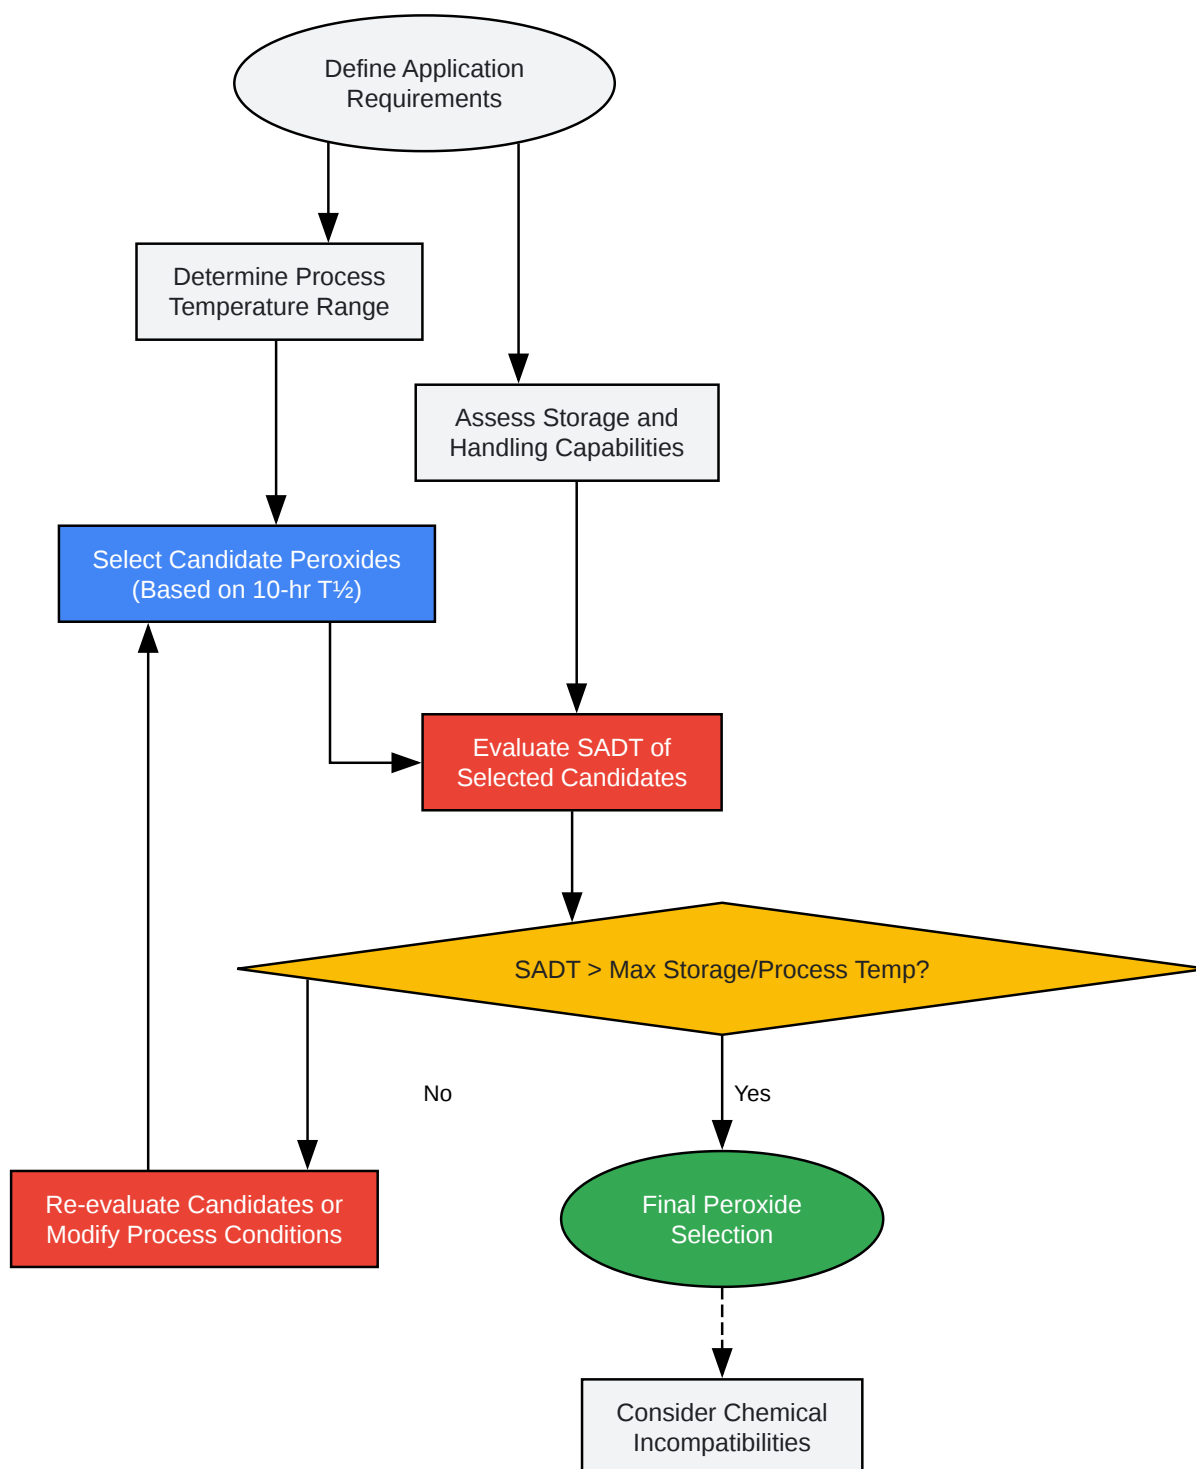 Define Application
Requirements
Determine Process
Temperature Range
Assess Storage and
Handling Capabilities
Select Candidate Peroxides
(Based on 10-hr T½)
Evaluate SADT of
Selected Candidates
SADT > Max Storage/Process Temp?
No
Yes
Re-evaluate Candidates or
Modify Process Conditions
Final Peroxide
Selection
Consider Chemical
Incompatibilities